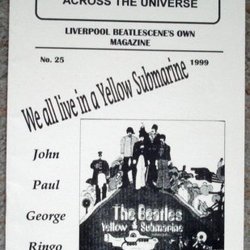 ACROSS THE UNIVERSE
LIVERPOOL BEATLESCENE'S OWN
MAGAZINE
No. 25
1999
We all live in a Yellow Submarine
John
Paul
George
Ringo
The Beatles
Yellow Submarine